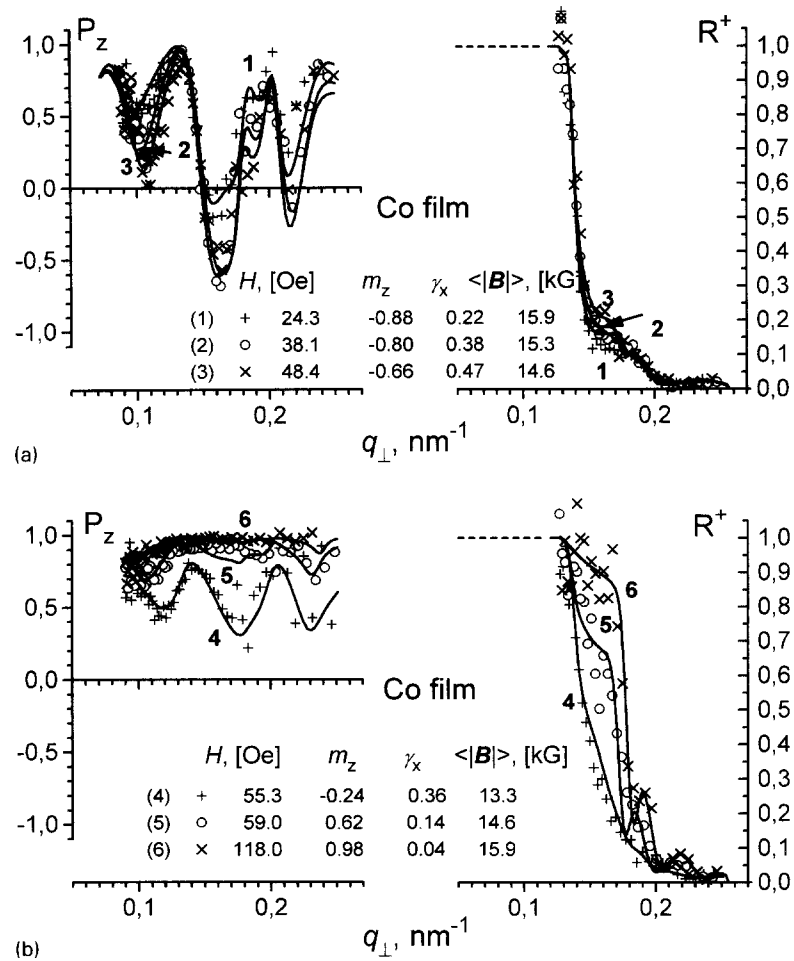 (a)
P_z
1,0
0,5
0,0
-0,5
-1,0
1
2
3
Co film
H, [Oe] m_z γ_x <|B|>, [kG]
(1) + 24.3 -0.88 0.22 15.9
(2) ○ 38.1 -0.80 0.38 15.3
(3) × 48.4 -0.66 0.47 14.6
0,1 0,2
R⁺
1,0
0,9
0,8
0,7
0,6
0,5
0,4
0,3
0,2
0,1
0,0
3
2
1
0,1 0,2
q_⊥, nm⁻¹
(b)
P_z
1,0
0,5
0,0
-0,5
-1,0
6
5
4
Co film
H, [Oe] m_z γ_x <|B|>, [kG]
(4) + 55.3 -0.24 0.36 13.3
(5) ○ 59.0 0.62 0.14 14.6
(6) × 118.0 0.98 0.04 15.9
0,1 0,2
R⁺
1,0
0,9
0,8
0,7
0,6
0,5
0,4
0,3
0,2
0,1
0,0
6
5
4
0,1 0,2
q_⊥, nm⁻¹